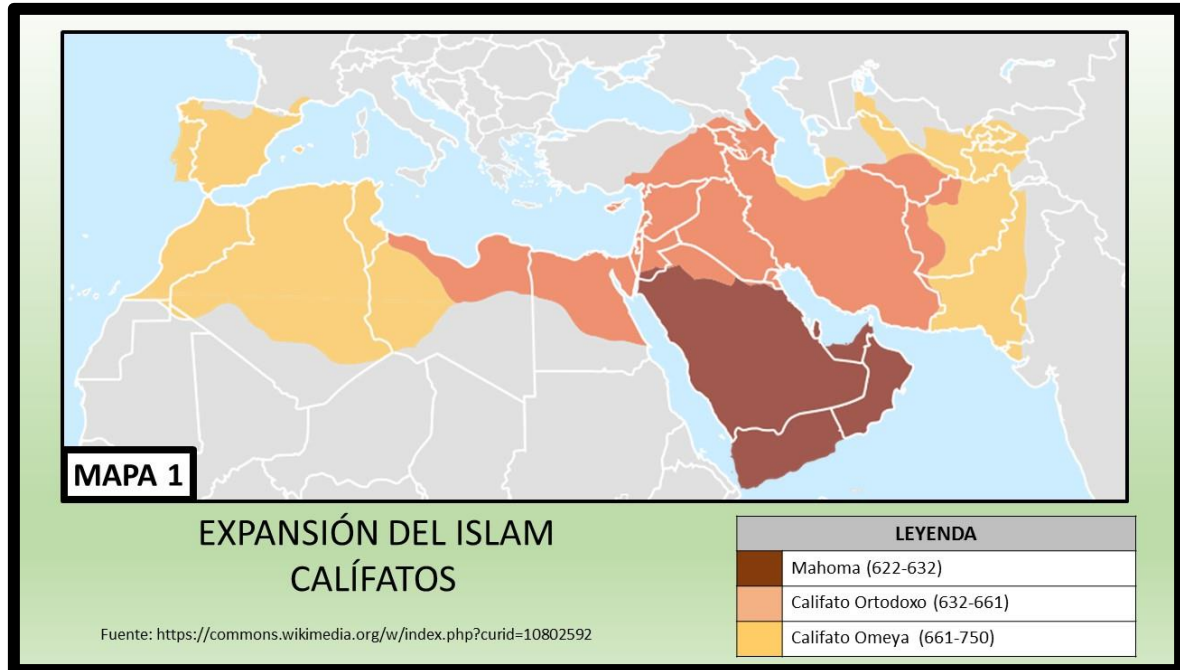 MAPA 1
EXPANSIÓN DEL ISLAM
CALÍFATOS
Fuente: https://commons.wikimedia.org/w/index.php?curid=10802592
LEYENDA
Mahoma (622-632)
Califato Ortodoxo (632-661)
Califato Omeya (661-750)